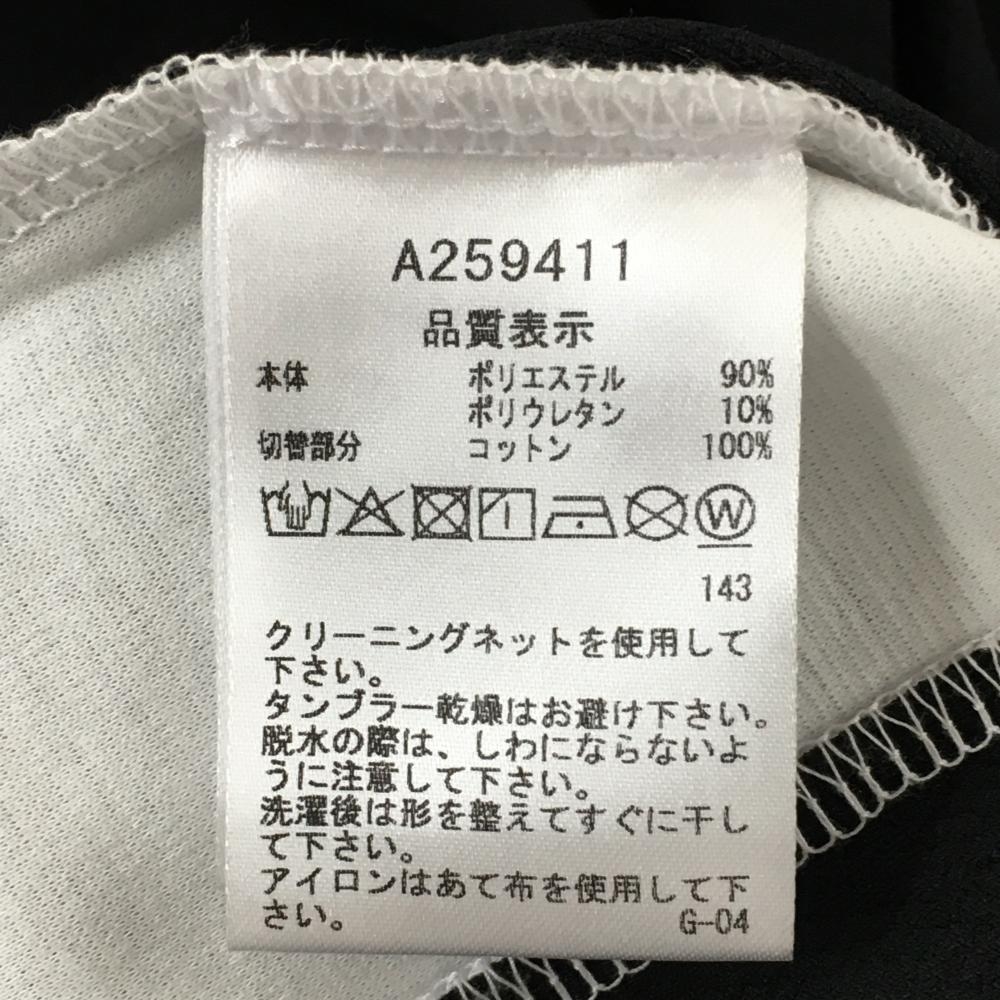 A259411
品質表示
本体 ポリエステル 90%
ポリウレタン 10%
切替部分 コットン 100%
W
143
クリーニングネットを使用して
下さい。
タンブラー乾燥はお避け下さい。
脱水の際は、しわにならないよ
うに注意して下さい。
洗濯後は形を整えてすぐに干し
て下さい。
アイロンはあて布を使用して下
さい。 G-04